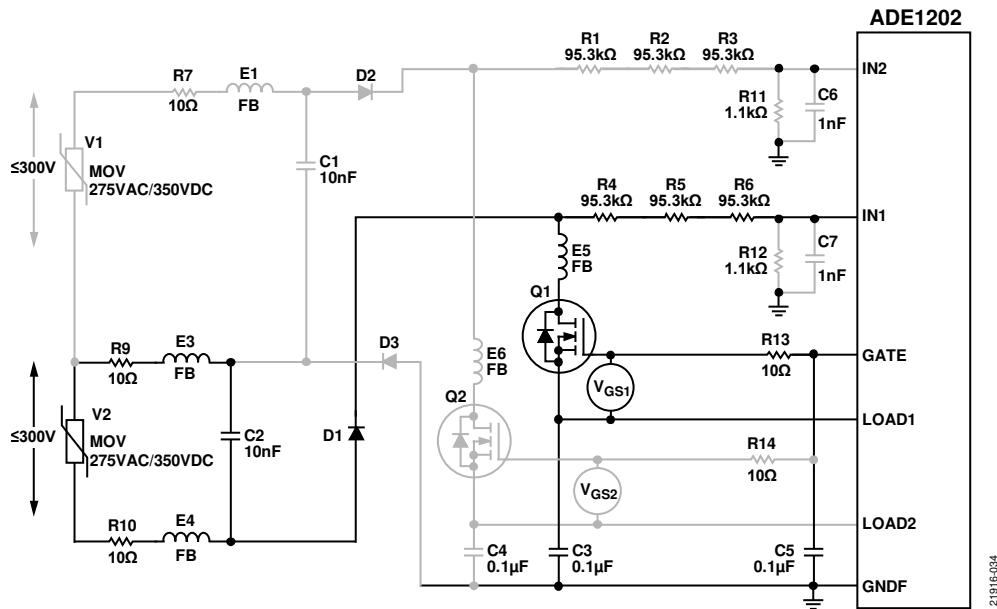 ADE1202
R1
95.3kΩ
R2
95.3kΩ
R3
95.3kΩ
IN2
R7
10Ω
E1
FB
D2
R11
1.1kΩ
C6
1nF
≤300V
V1
MOV
275VAC/350VDC
C1
10nF
R4
95.3kΩ
R5
95.3kΩ
R6
95.3kΩ
IN1
E5
FB
R12
1.1kΩ
C7
1nF
Q1
R9
10Ω
E3
FB
D3
E6
FB
R13
10Ω
GATE
VGS1
Q2
≤300V
V2
MOV
275VAC/350VDC
C2
10nF
D1
LOAD1
R14
10Ω
VGS2
R10
10Ω
E4
FB
LOAD2
C4
0.1µF
C3
0.1µF
C5
0.1µF
GNDF
21916-034